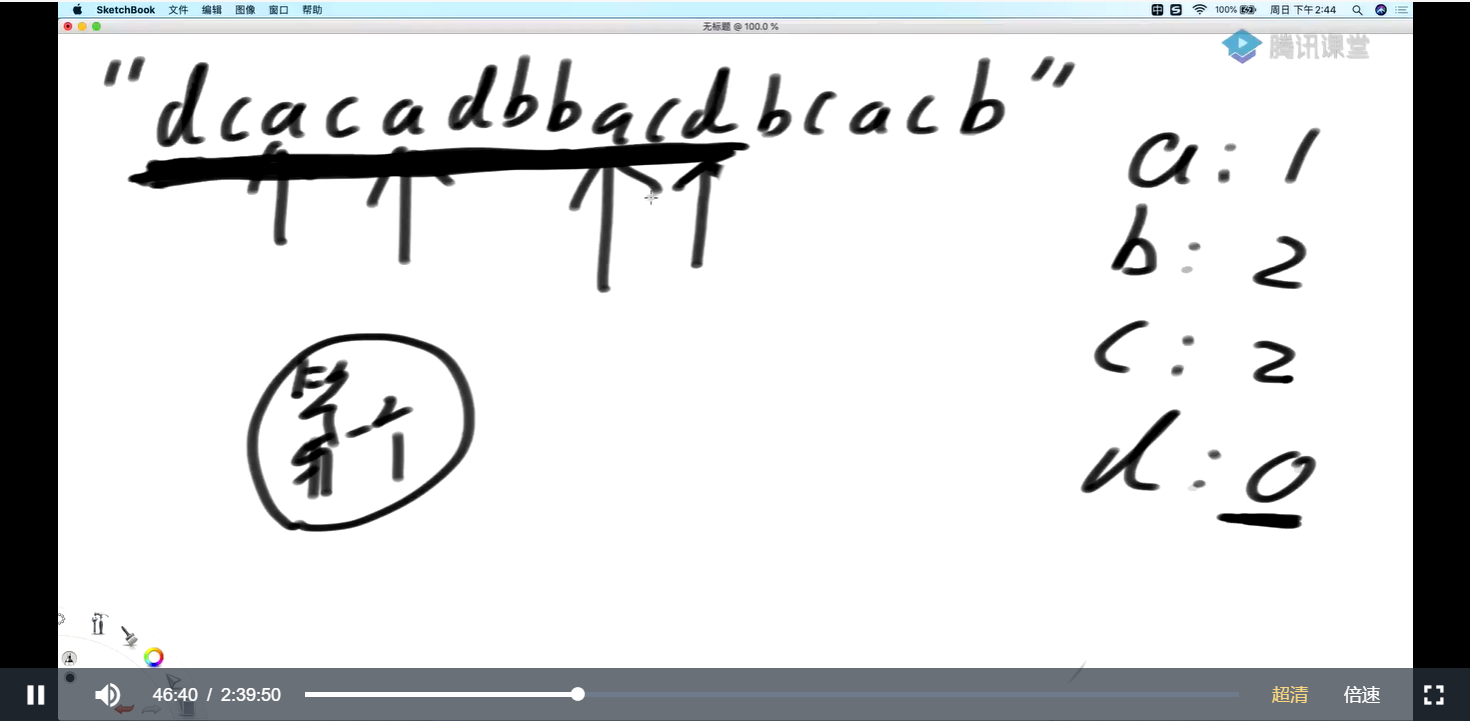 SketchBook 文件 编辑 图像 窗口 帮助
100% 周日 下午2:44
无标题 @ 100.0 %
腾讯课堂
"dcacadbbacdbcacb"
a: 1
b: 2
c: 2
d: 0
一个
46:40 / 2:39:50
超清 倍速